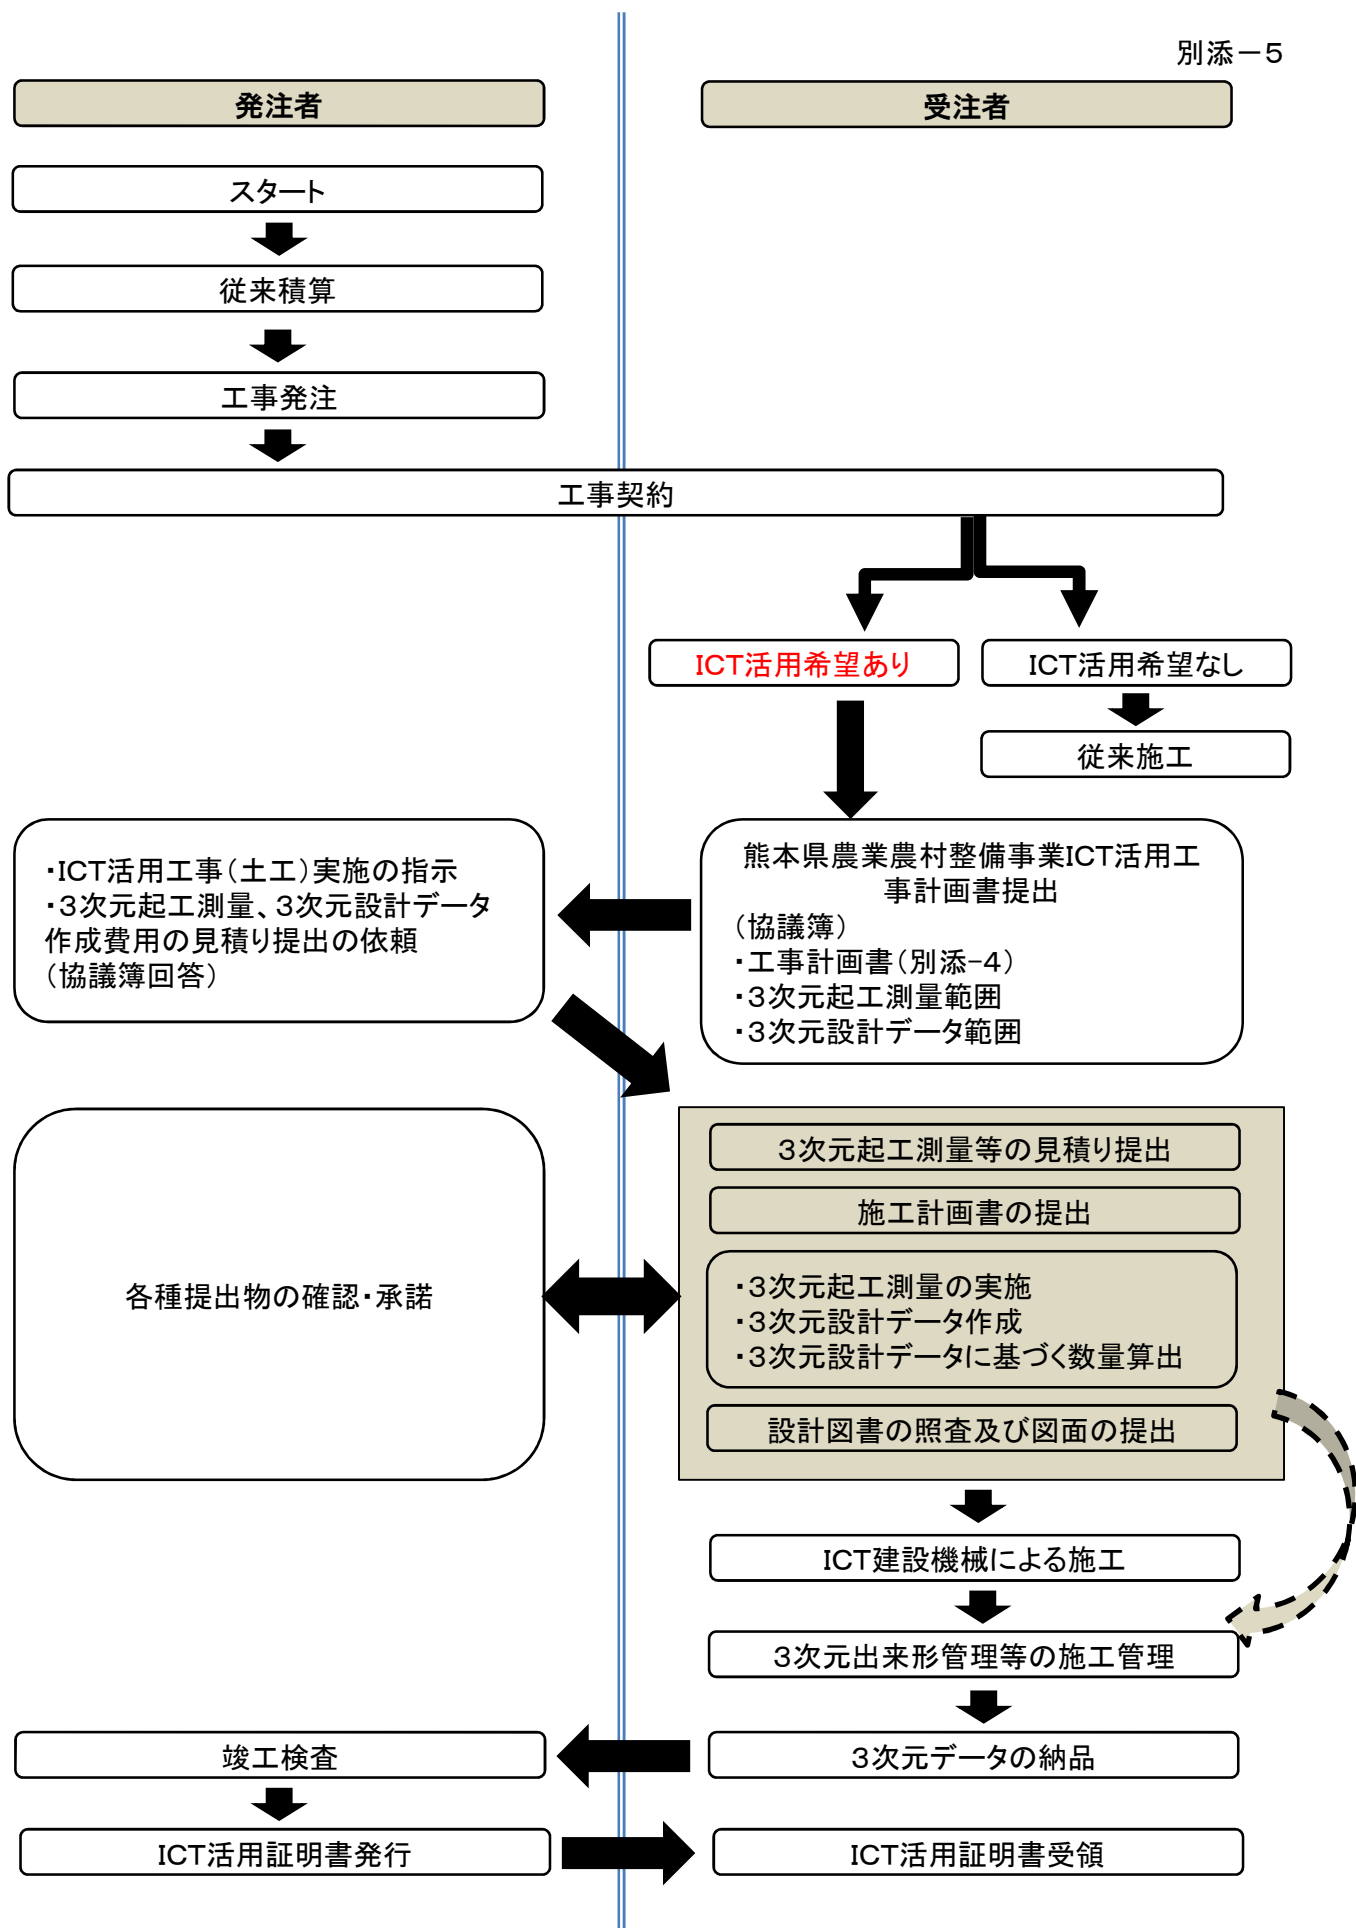 別添－5
発注者
受注者
スタート
従来積算
工事発注
工事契約
ICT活用希望あり
ICT活用希望なし
従来施工
熊本県農業農村整備事業ICT活用工
事計画書提出
（協議簿）
・工事計画書（別添-4）
・3次元起工測量範囲
・3次元設計データ範囲
・ICT活用工事（土工）実施の指示
・3次元起工測量、3次元設計データ
作成費用の見積り提出の依頼
（協議簿回答）
3次元起工測量等の見積り提出
施工計画書の提出
各種提出物の確認・承諾
・3次元起工測量の実施
・3次元設計データ作成
・3次元設計データに基づく数量算出
設計図書の照査及び図面の提出
ICT建設機械による施工
3次元出来形管理等の施工管理
竣工検査
3次元データの納品
ICT活用証明書発行
ICT活用証明書受領